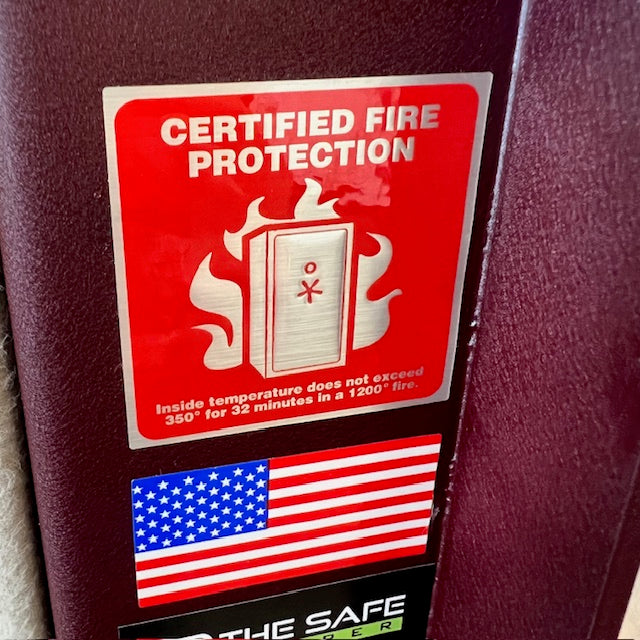 CERTIFIED FIRE
PROTECTION
Inside temperature does not exceed
350° for 32 minutes in a 1200° fire.
THE SAFE